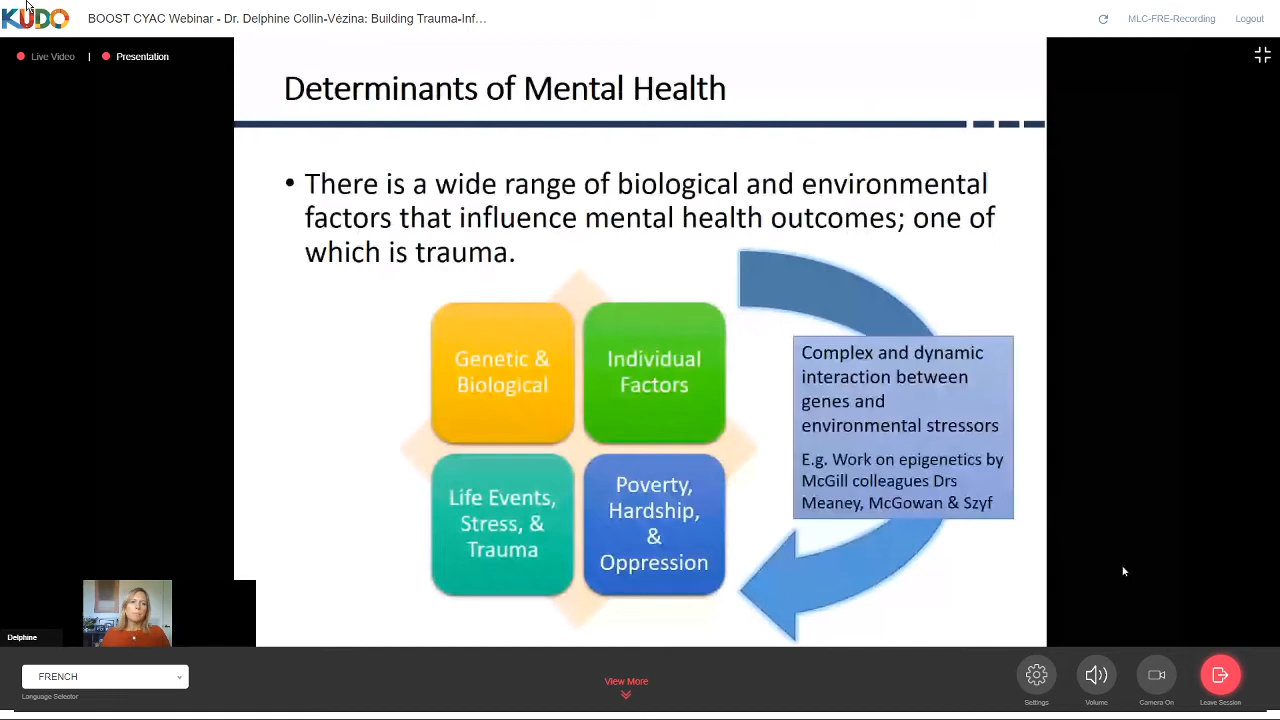 KUDO
BOOST CYAC Webinar - Dr. Delphine Collin-Vézina: Building Trauma-Inf...
MLC-FRE-Recording
Logout
Live Video
|
Presentation
Determinants of Mental Health
• There is a wide range of biological and environmental
factors that influence mental health outcomes; one of
which is trauma.
Genetic &
Biological
Individual
Factors
Life Events,
Stress, &
Trauma
Poverty,
Hardship,
&
Oppression
Complex and dynamic
interaction between
genes and
environmental stressors
E.g. Work on epigenetics by
McGill colleagues Drs
Meaney, McGowan & Szyf
Delphine
FRENCH
Language Selector
View More
Settings
Volume
Camera On
Leave Session